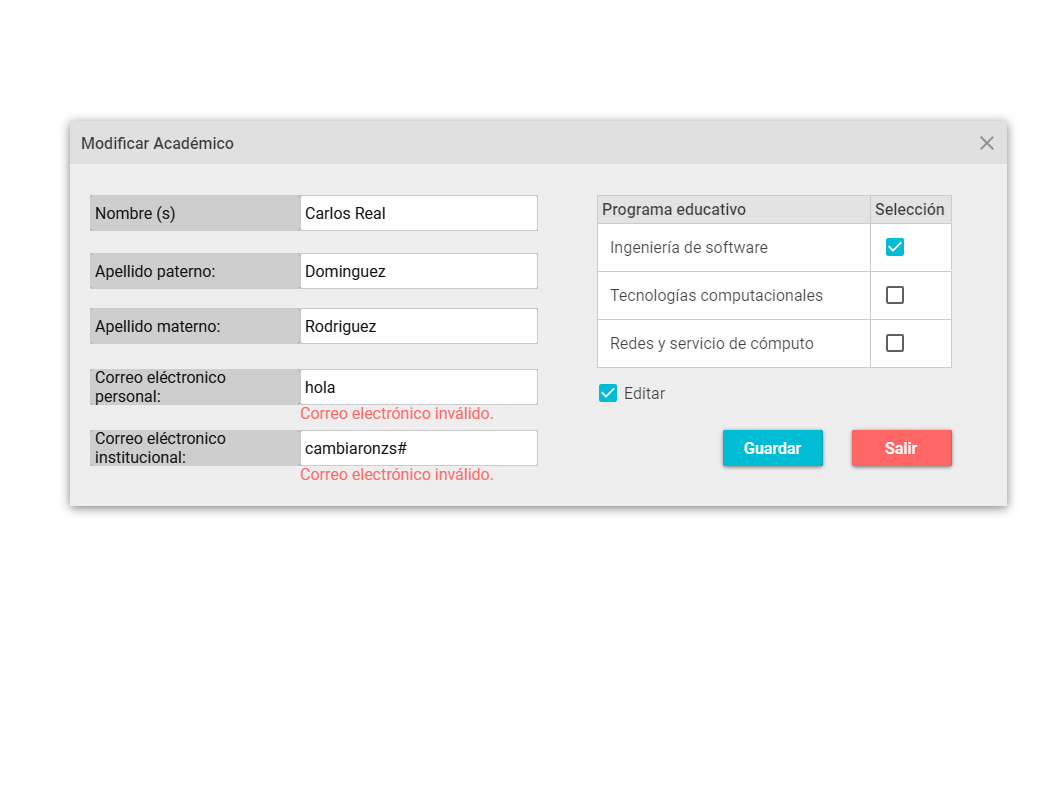 Modificar Académico
Nombre (s)
Carlos Real
Apellido paterno:
Dominguez
Apellido materno:
Rodriguez
Correo eléctronico
personal:
hola
Correo electrónico inválido.
Correo eléctronico
institucional:
cambiaronzs#
Correo electrónico inválido.
Programa educativo
Selección
Ingeniería de software
Tecnologías computacionales
Redes y servicio de cómputo
Editar
Guardar
Salir